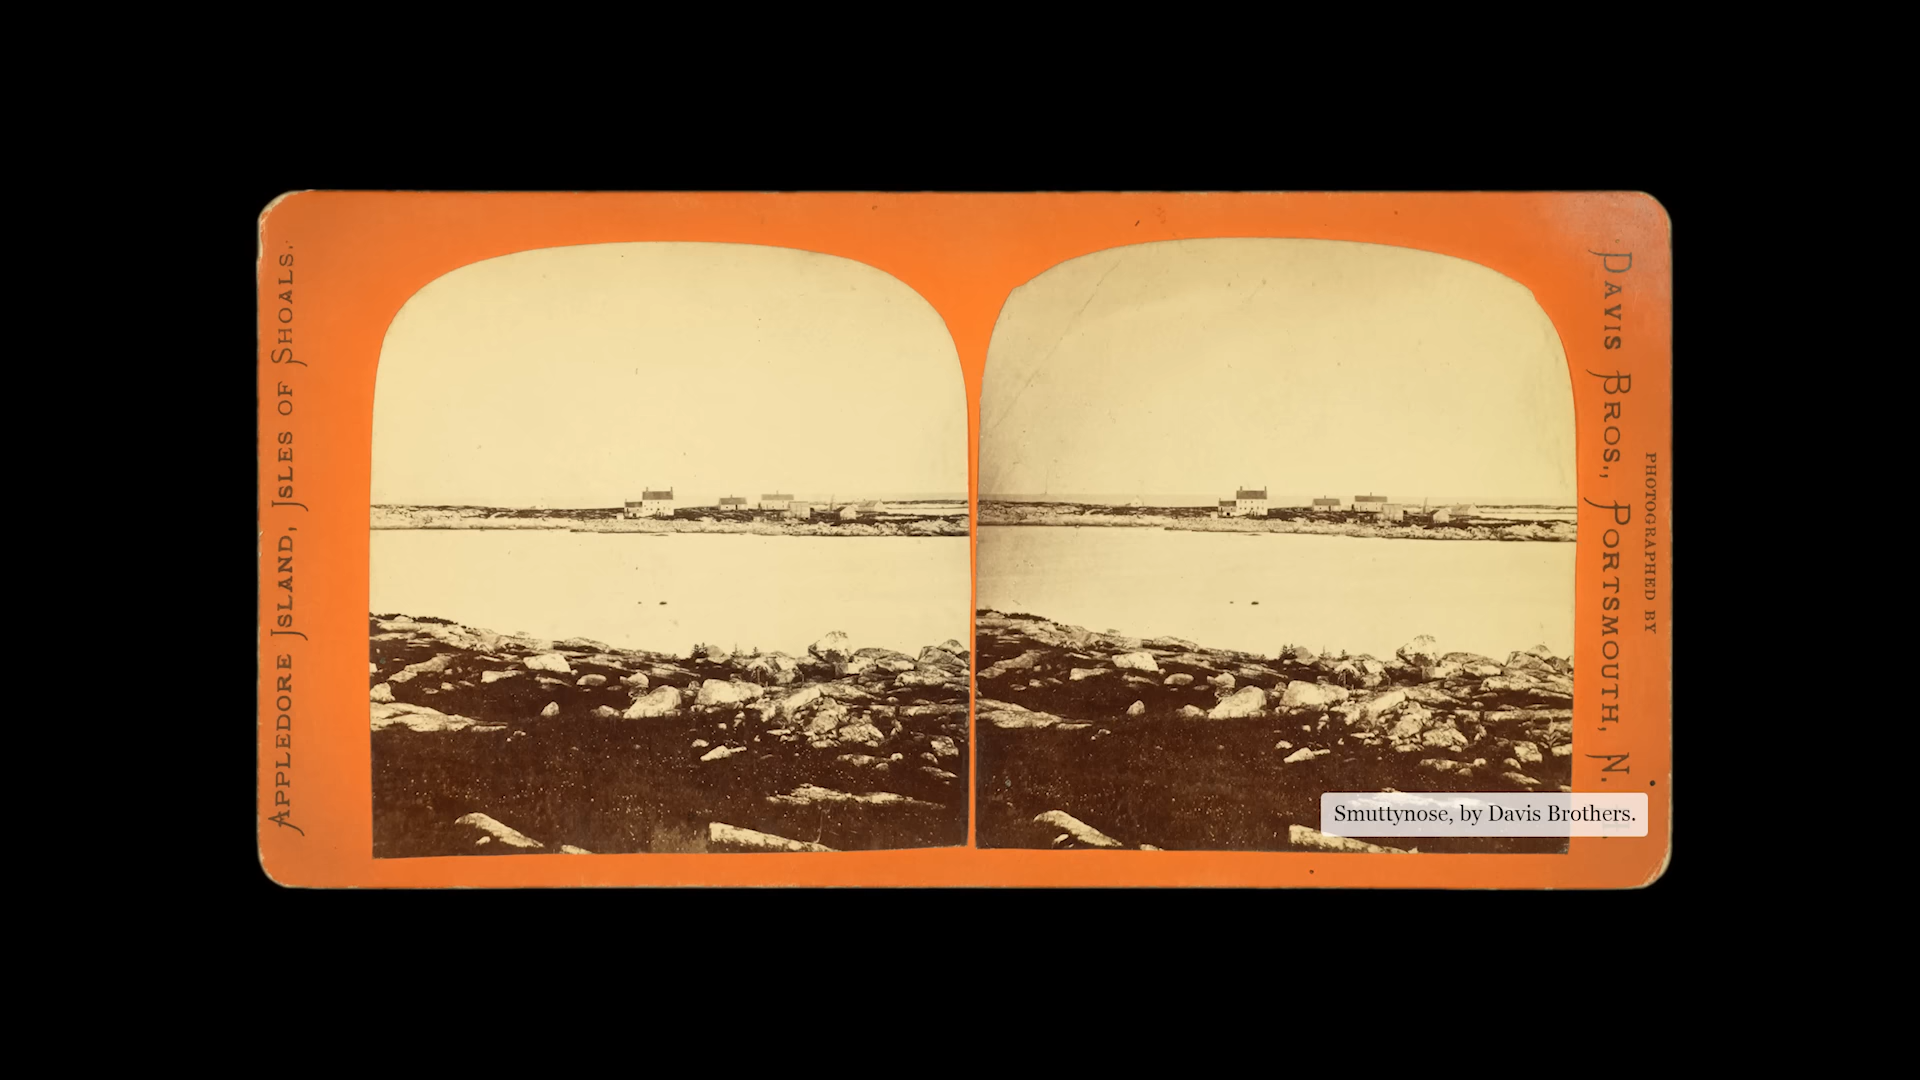 APPLEDORE ISLAND, ISLES OF SHOALS.
PHOTOGRAPHED BY
DAVIS BROS., PORTSMOUTH, N.
Smuttynose, by Davis Brothers.